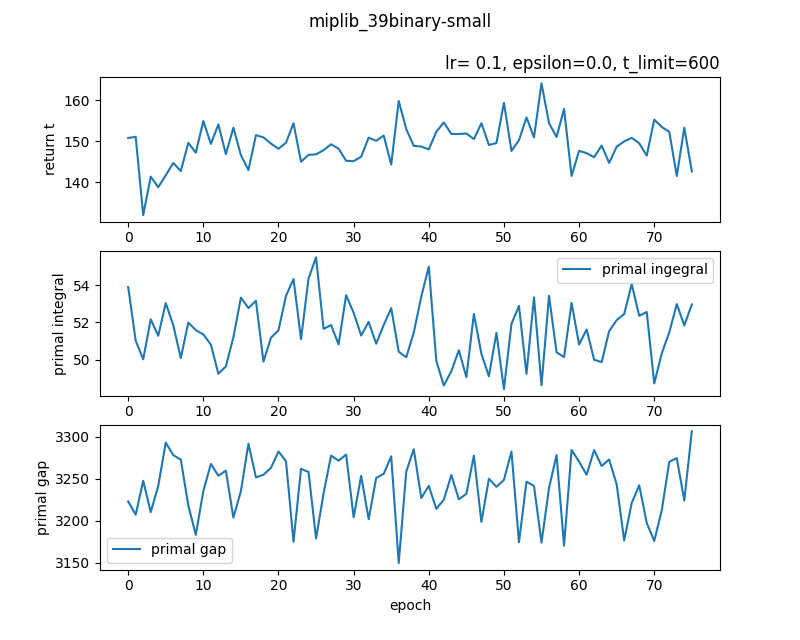 miplib_39binary-small
lr= 0.1, epsilon=0.0, t_limit=600
return t
160
150
140
0 10 20 30 40 50 60 70
primal integral
54
52
50
primal ingegral
0 10 20 30 40 50 60 70
primal gap
3300
3250
3200
3150
primal gap
0 10 20 30 40 50 60 70
epoch